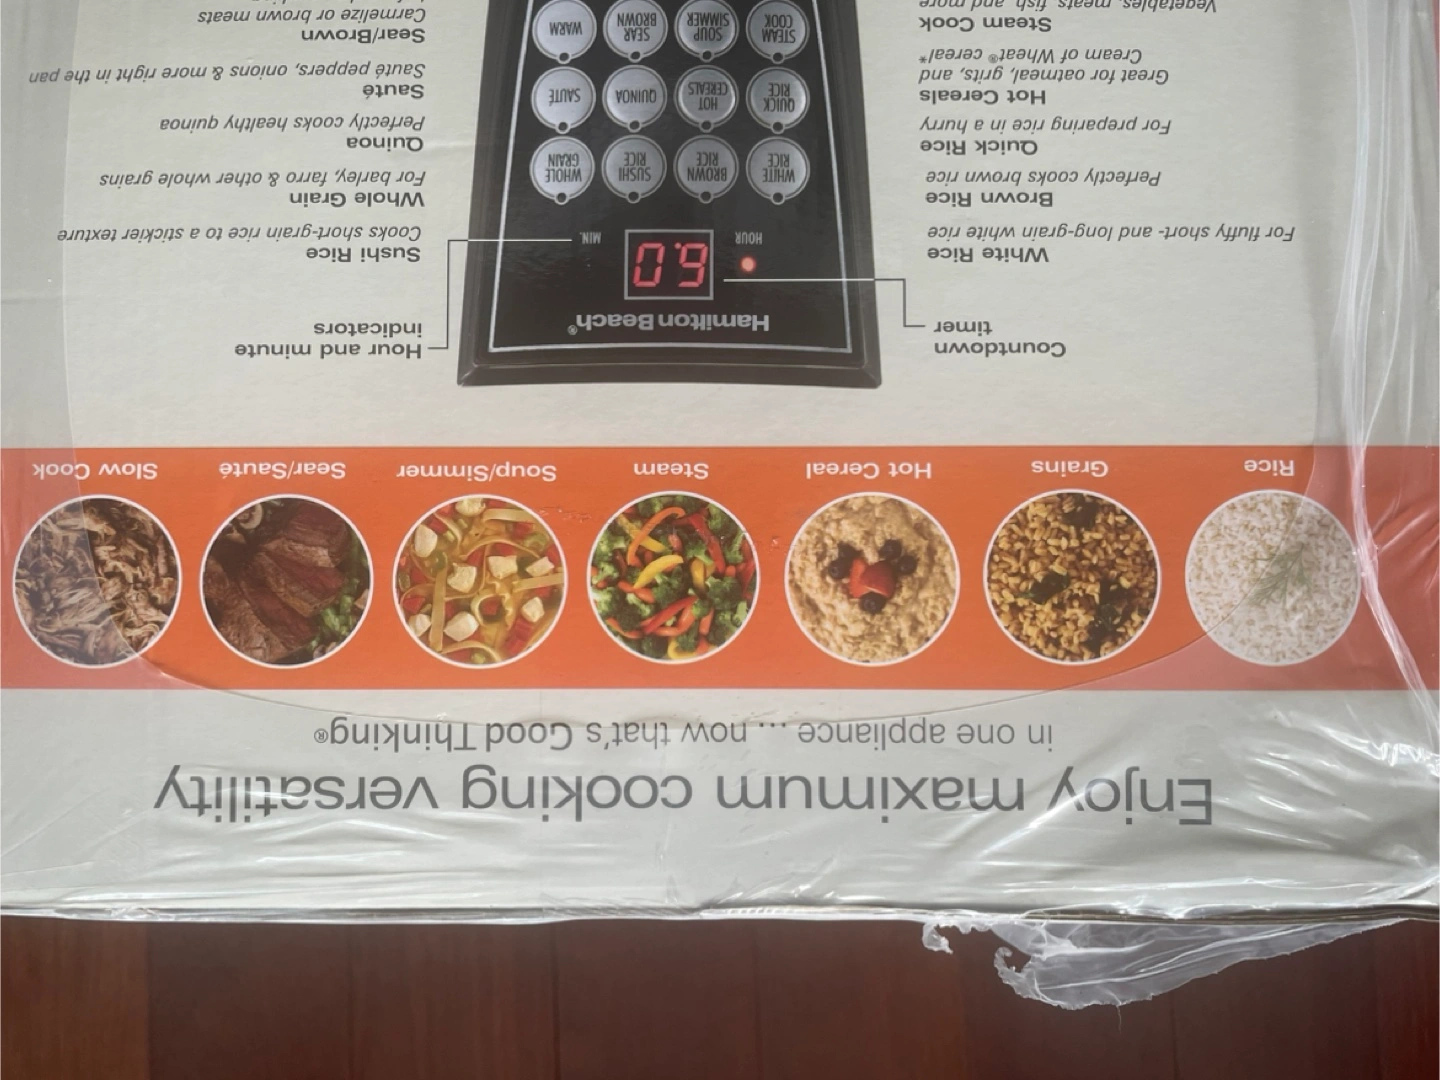 Enjoy maximum cooking versatility
in one appliance ... now that's Good Thinking®
Rice
Grains
Hot Cereal
Steam
Soup/Simmer
Sear/Sauté
Slow Cook
Countdown
timer
Hour and minute
indicators
Hamilton Beach®
HOUR
6.0
MIN.
WHITE RICE
BROWN RICE
SUSHI RICE
WHOLE GRAIN
QUICK RICE
HOT CEREALS
QUINOA
SAUTÉ
STEAM COOK
SOUP SIMMER
SEAR BROWN
WARM
White Rice
For fluffy short- and long-grain white rice
Brown Rice
Perfectly cooks brown rice
Quick Rice
For preparing rice in a hurry
Hot Cereals
Great for oatmeal, grits, and
Cream of Wheat® cereal*
Steam Cook
Vegetables, meats, fish, and more
Sushi Rice
Cooks short-grain rice to a stickier texture
Whole Grain
For barley, farro & other whole grains
Quinoa
Perfectly cooks healthy quinoa
Sauté
Sauté peppers, onions & more right in the pan
Sear/Brown
Carmelize or brown meats